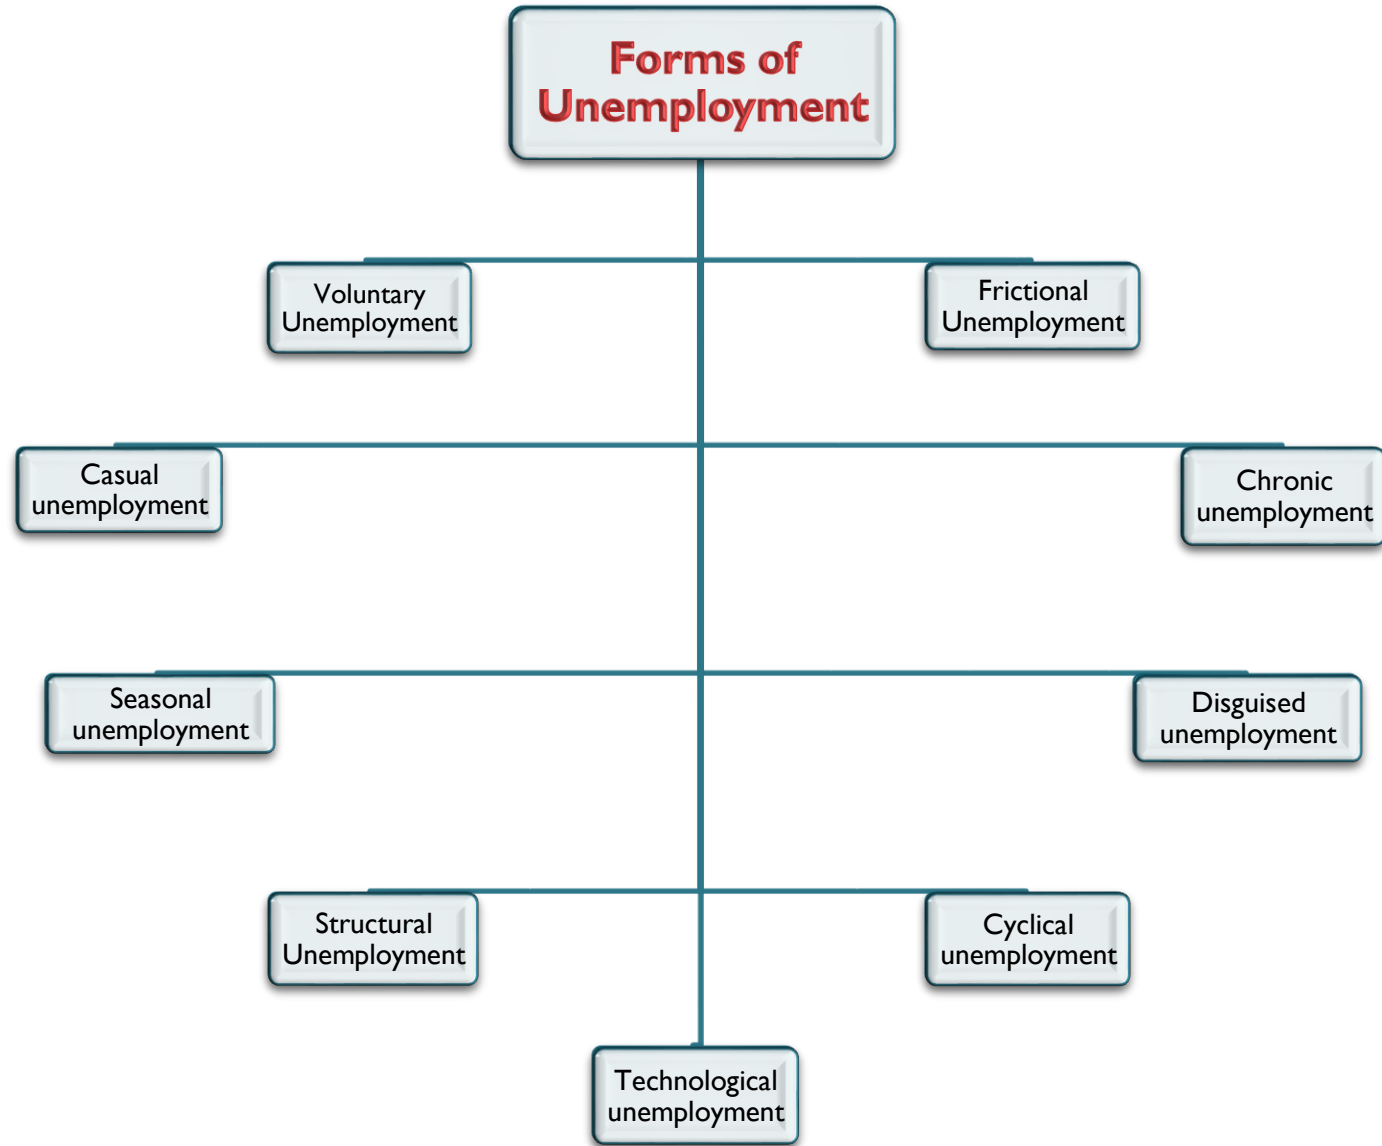 Forms of
Unemployment
Voluntary
Unemployment
Frictional
Unemployment
Casual
unemployment
Chronic
unemployment
Seasonal
unemployment
Disguised
unemployment
Structural
Unemployment
Cyclical
unemployment
Technological
unemployment